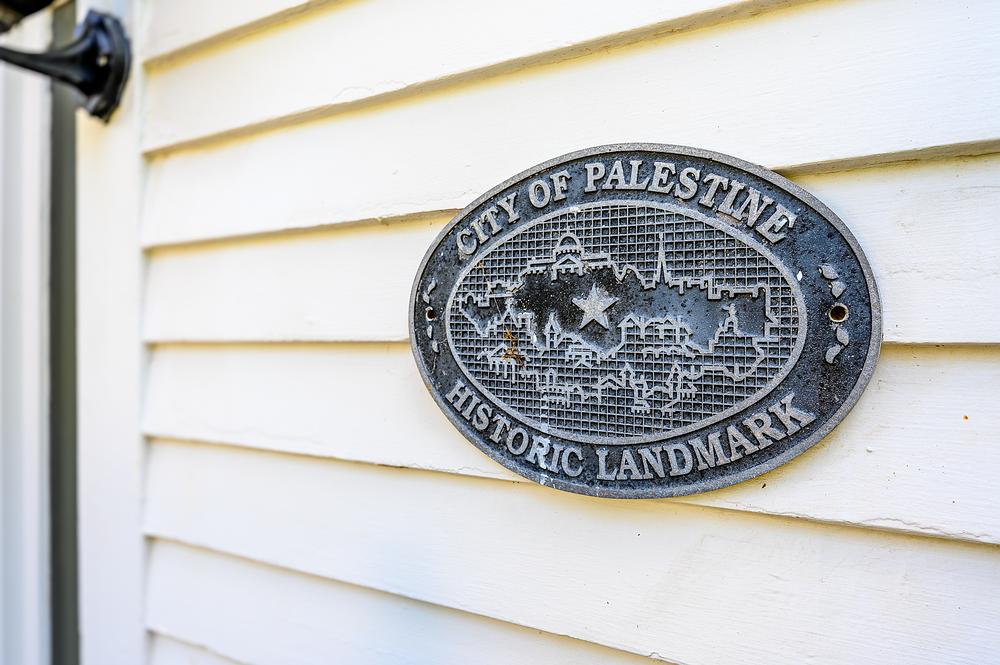 CITY OF PALESTINE
HISTORIC LANDMARK